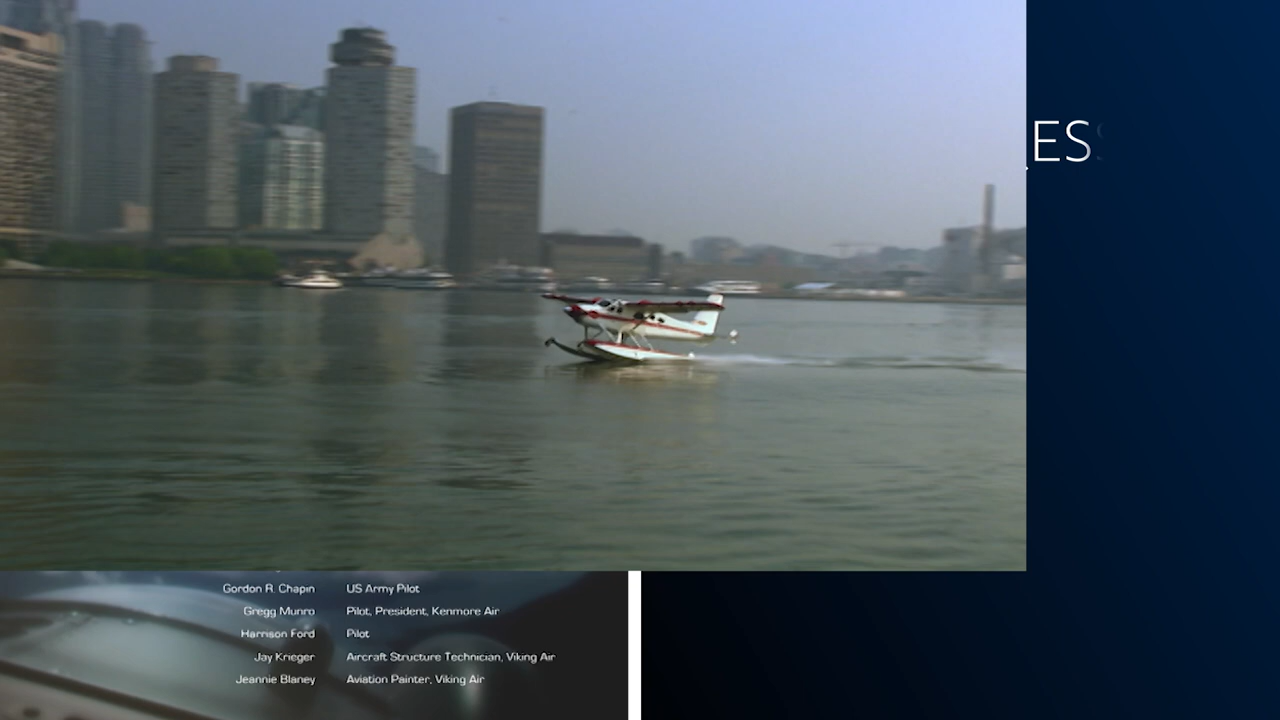 ES
Gordon R. Chapin US Army Pilot
Gregg Munro Pilot, President, Kenmore Air
Harrison Ford Pilot
Jay Krieger Aircraft Structure Technician, Viking Air
Jeannie Blaney Aviation Painter, Viking Air